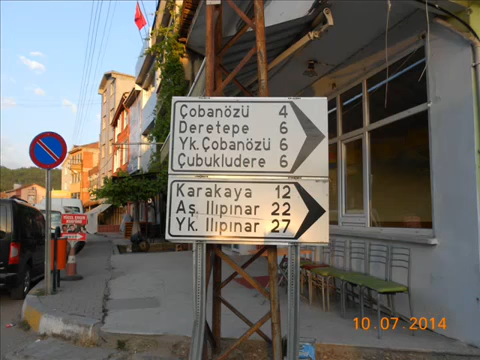 Çobanözü 4
Deretepe 6
Yk. Çobanözü 6
Çubukludere 6
Karakaya 12
Aş. Ilıpınar 22
Yk. Ilıpınar 27
10.07.2014